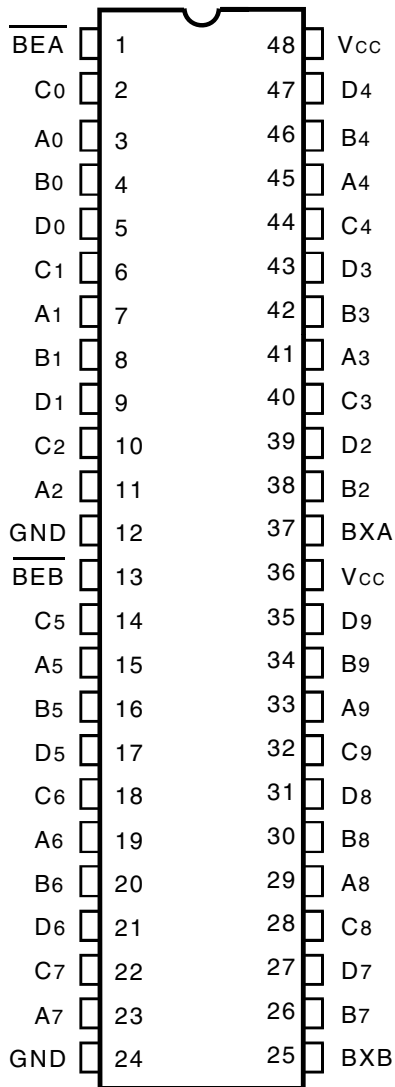 BEA 1 48 Vcc
C0 2 47 D4
A0 3 46 B4
B0 4 45 A4
D0 5 44 C4
C1 6 43 D3
A1 7 42 B3
B1 8 41 A3
D1 9 40 C3
C2 10 39 D2
A2 11 38 B2
GND 12 37 BXA
BEB 13 36 Vcc
C5 14 35 D9
A5 15 34 B9
B5 16 33 A9
D5 17 32 C9
C6 18 31 D8
A6 19 30 B8
B6 20 29 A8
D6 21 28 C8
C7 22 27 D7
A7 23 26 B7
GND 24 25 BXB